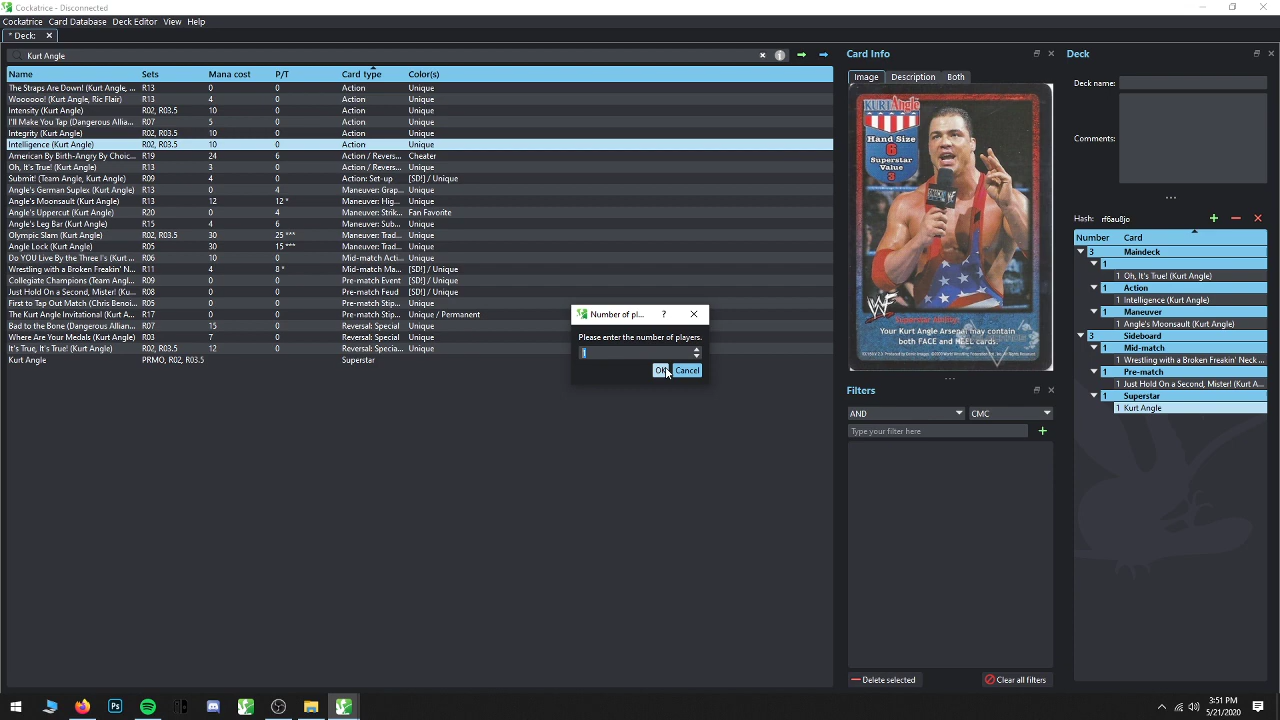 Cockatrice - Disconnected
Cockatrice Card Database Deck Editor View Help
* Deck:
Kurt Angle
Name Sets Mana cost P/T Card type Color(s)
The Straps Are Down! (Kurt Angle, ... R13 0 0 Action Unique
Woooooo! (Kurt Angle, Ric Flair) R13 4 0 Action Unique
Intensity (Kurt Angle) R02, R03.5 10 0 Action Unique
I'll Make You Tap (Dangerous Allia... R07 5 0 Action Unique
Integrity (Kurt Angle) R02, R03.5 10 0 Action Unique
Intelligence (Kurt Angle) R02, R03.5 10 0 Action Unique
American By Birth-Angry By Choic... R19 24 6 Action / Revers... Cheater
Oh, It's True! (Kurt Angle) R13 3 0 Action / Revers... Unique
Submit! (Team Angle, Kurt Angle) R09 4 0 Action: Set-up [SD!] / Unique
Angle's German Suplex (Kurt Angle) R13 0 4 Maneuver: Grap... Unique
Angle's Moonsault (Kurt Angle) R13 12 12 * Maneuver: Hig... Unique
Angle's Uppercut (Kurt Angle) R20 0 4 Maneuver: Strik... Fan Favorite
Angle's Leg Bar (Kurt Angle) R15 4 6 Maneuver: Sub... Unique
Olympic Slam (Kurt Angle) R02, R03.5 30 25 *** Maneuver: Trad... Unique
Angle Lock (Kurt Angle) R05 30 15 *** Maneuver: Trad... Unique
Do YOU Live By the Three I's (Kurt ... R06 10 0 Mid-match Acti... Unique
Wrestling with a Broken Freakin' N... R11 4 8 * Mid-match Ma... [SD!] / Unique
Collegiate Champions (Team Angl... R09 0 0 Pre-match Event [SD!] / Unique
Just Hold On a Second, Mister! (Ku... R08 0 0 Pre-match Feud [SD!] / Unique
First to Tap Out Match (Chris Benoi... R05 0 0 Pre-match Stip... Unique
The Kurt Angle Invitational (Kurt A... R17 0 0 Pre-match Stip... Unique / Permanent
Bad to the Bone (Dangerous Allian... R07 15 0 Reversal: Special Unique
Where Are Your Medals (Kurt Angle) R03 7 0 Reversal: Special Unique
It's True, It's True! (Kurt Angle) R02, R03.5 12 0 Reversal: Specia... Unique
Kurt Angle PRMO, R02, R03.5 Superstar
Number of pl... ?
Please enter the number of players.
1
OK Cancel
Card Info
Image Description Both
KURT Angle
Hand Size
6
Superstar
Value
3
WWF
Superstar Ability:
Your Kurt Angle Arsenal may contain
both FACE and HEEL cards.
Filters
AND CMC
Type your filter here
Delete selected Clear all filters
Deck
Deck name:
Comments:
Hash: rf6au8jo
Number Card
3 Maindeck
1
1 Oh, It's True! (Kurt Angle)
1 Action
1 Intelligence (Kurt Angle)
1 Maneuver
1 Angle's Moonsault (Kurt Angle)
3 Sideboard
1 Mid-match
1 Wrestling with a Broken Freakin' Neck ...
1 Pre-match
1 Just Hold On a Second, Mister! (Kurt A...
1 Superstar
1 Kurt Angle
Ps
3:51 PM
5/21/2020